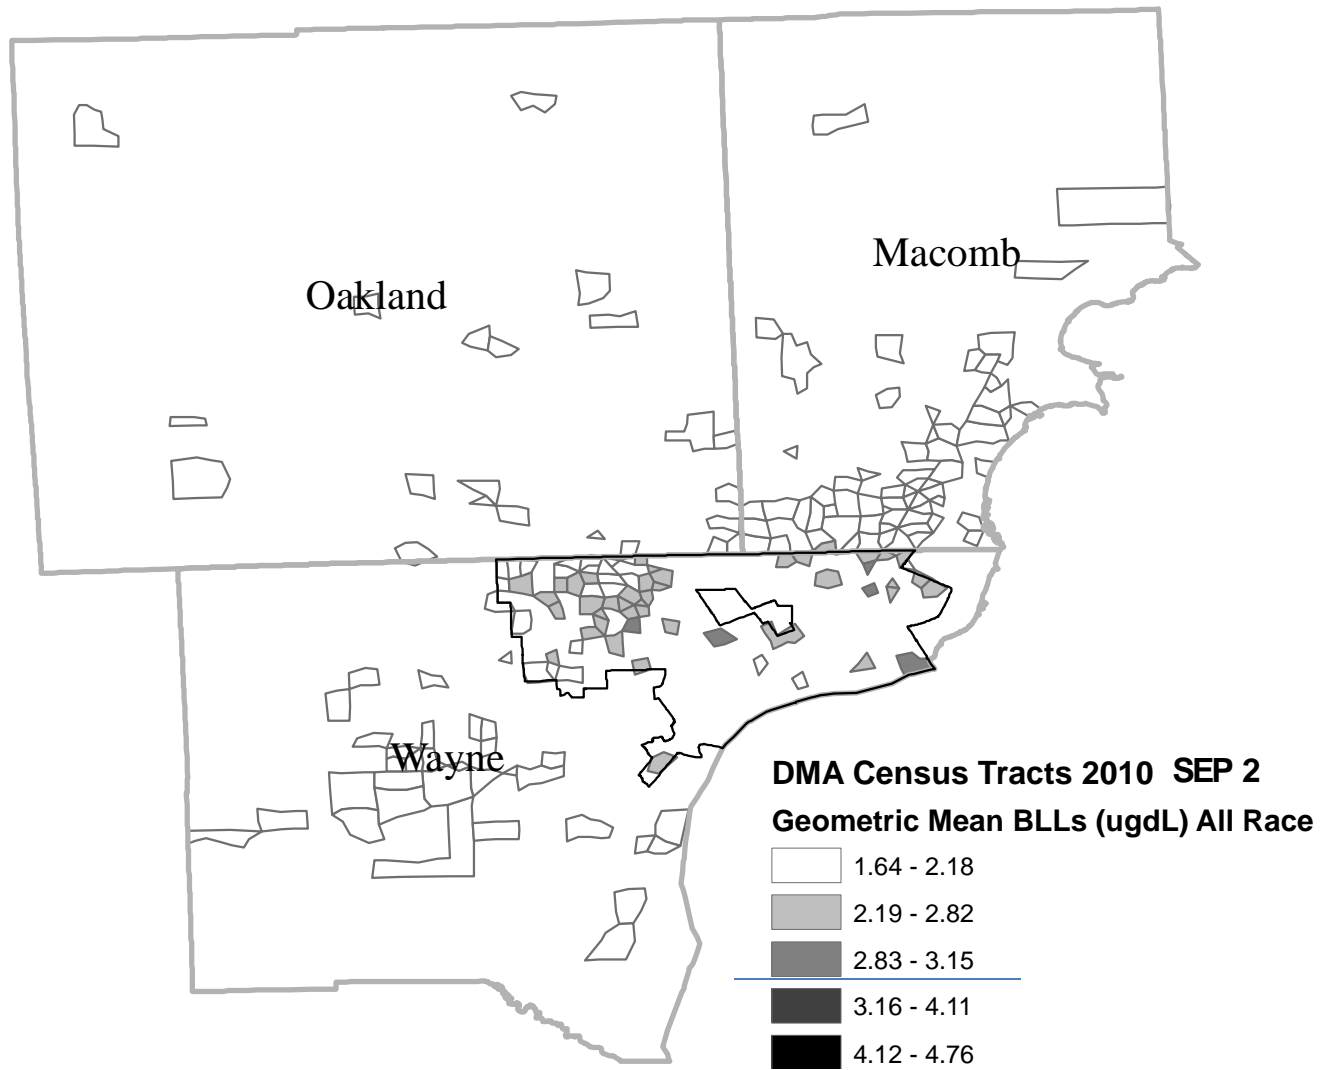 Macomb
Oakland
Wayne
DMA Census Tracts 2010 SEP 2
Geometric Mean BLLs (ugdL) All Race
1.64 - 2.18
2.19 - 2.82
2.83 - 3.15
3.16 - 4.11
4.12 - 4.76